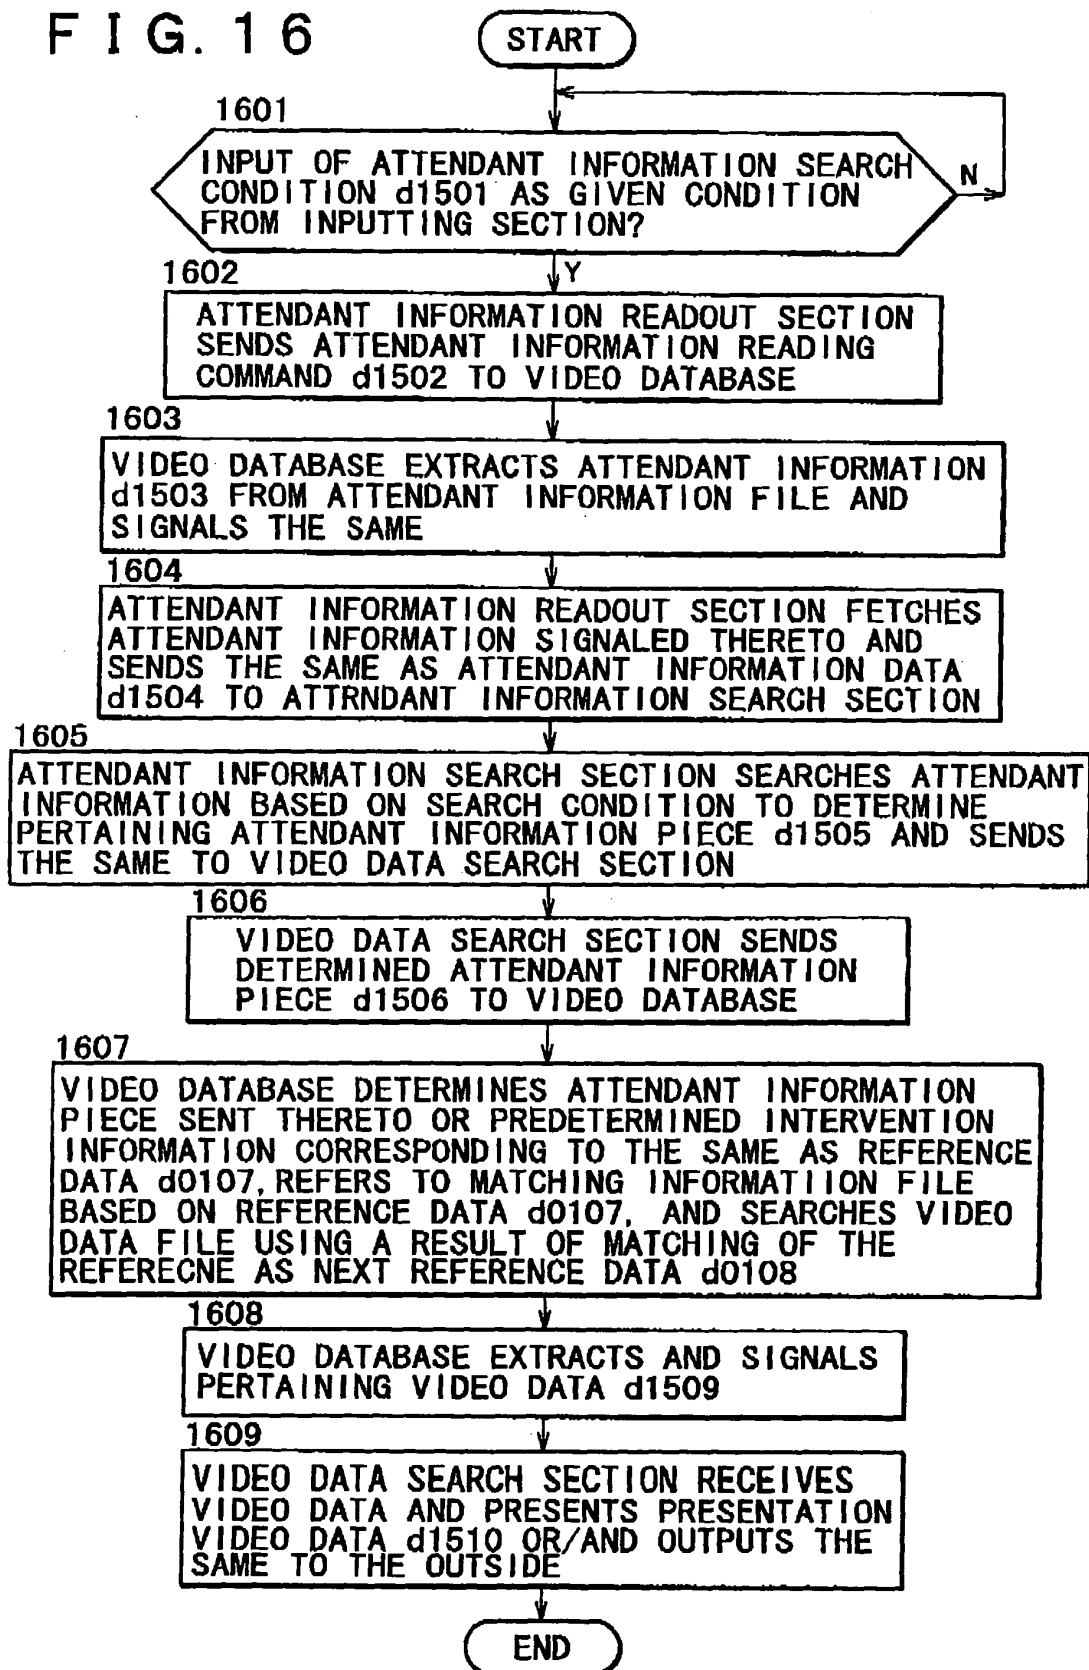 FIG. 16
START
1601
INPUT OF ATTENDANT INFORMATION SEARCH
CONDITION d1501 AS GIVEN CONDITION
FROM INPUTTING SECTION?
N
Y
1602
ATTENDANT INFORMATION READOUT SECTION
SENDS ATTENDANT INFORMATION READING
COMMAND d1502 TO VIDEO DATABASE
1603
VIDEO DATABASE EXTRACTS ATTENDANT INFORMATION
d1503 FROM ATTENDANT INFORMATION FILE AND
SIGNALS THE SAME
1604
ATTENDANT INFORMATION READOUT SECTION FETCHES
ATTENDANT INFORMATION SIGNALED THERETO AND
SENDS THE SAME AS ATTENDANT INFORMATION DATA
d1504 TO ATTRNDANT INFORMATION SEARCH SECTION
1605
ATTENDANT INFORMATION SEARCH SECTION SEARCHES ATTENDANT
INFORMATION BASED ON SEARCH CONDITION TO DETERMINE
PERTAINING ATTENDANT INFORMATION PIECE d1505 AND SENDS
THE SAME TO VIDEO DATA SEARCH SECTION
1606
VIDEO DATA SEARCH SECTION SENDS
DETERMINED ATTENDANT INFORMATION
PIECE d1506 TO VIDEO DATABASE
1607
VIDEO DATABASE DETERMINES ATTENDANT INFORMATION
PIECE SENT THERETO OR PREDETERMINED INTERVENTION
INFORMATION CORRESPONDING TO THE SAME AS REFERENCE
DATA d0107, REFERS TO MATCHING INFORMATIION FILE
BASED ON REFERENCE DATA d0107, AND SEARCHES VIDEO
DATA FILE USING A RESULT OF MATCHING OF THE
REFERECNE AS NEXT REFERENCE DATA d0108
1608
VIDEO DATABASE EXTRACTS AND SIGNALS
PERTAINING VIDEO DATA d1509
1609
VIDEO DATA SEARCH SECTION RECEIVES
VIDEO DATA AND PRESENTS PRESENTATION
VIDEO DATA d1510 OR/AND OUTPUTS THE
SAME TO THE OUTSIDE
END